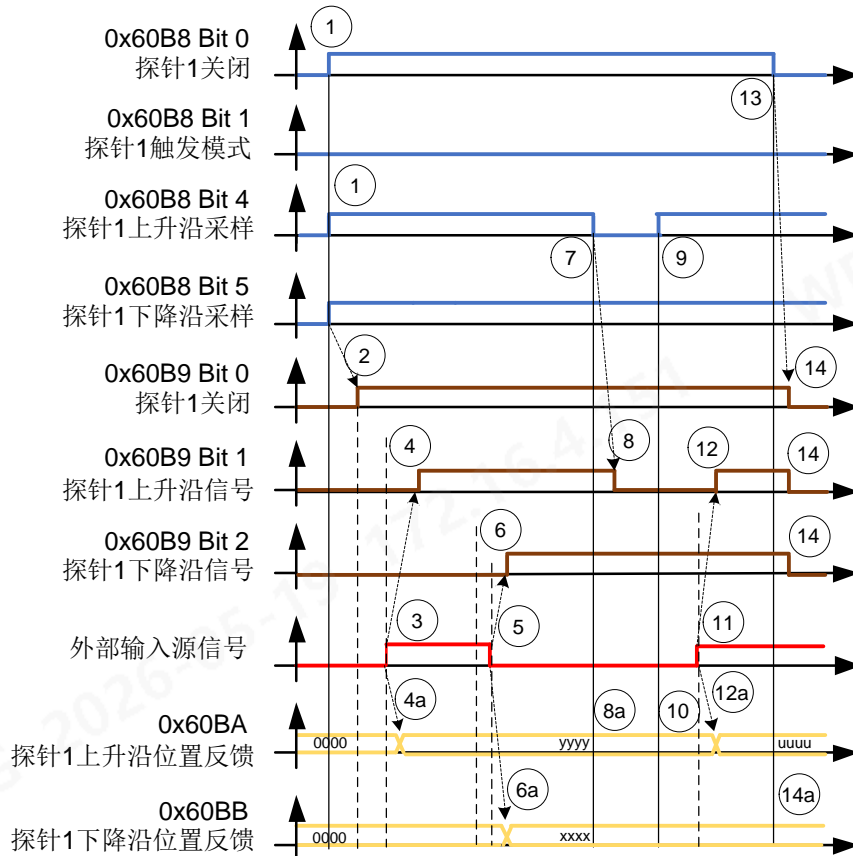 0x60B8 Bit 0
探针1关闭
1
13
0x60B8 Bit 1
探针1触发模式
0x60B8 Bit 4
探针1上升沿采样
1
7
9
0x60B8 Bit 5
探针1下降沿采样
0x60B9 Bit 0
探针1关闭
2
14
0x60B9 Bit 1
探针1上升沿信号
4
8
12
14
0x60B9 Bit 2
探针1下降沿信号
6
14
外部输入源信号
3
5
11
0x60BA
探针1上升沿位置反馈
4a
8a
10
12a
0000
yyyy
uuuu
0x60BB
探针1下降沿位置反馈
6a
14a
0000
xxxx
2026-05-19
172.16.4.